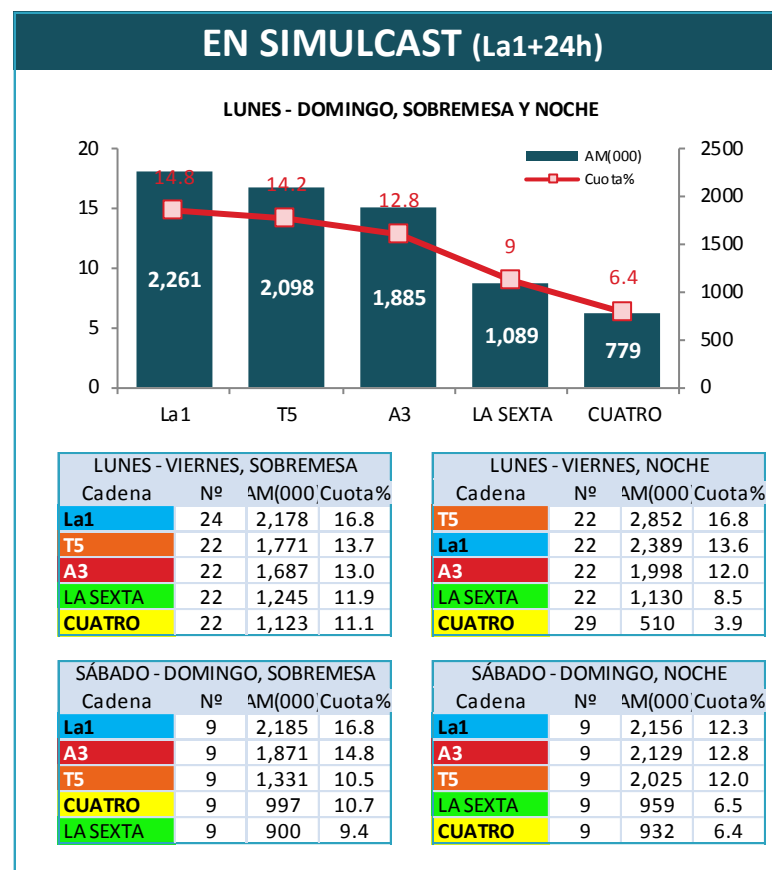 EN SIMULCAST (La1+24h)
LUNES - DOMINGO, SOBREMESA Y NOCHE
20 2500
15 2000
10 1500
5 1000
0 500
0
AM(000)
Cuota%
14.8 14.2 12.8 9 6.4
2,261 2,098 1,885 1,089 779
La1 T5 A3 LA SEXTA CUATRO
LUNES - VIERNES, SOBREMESA
Cadena Nº AM(000) Cuota%
La1 24 2,178 16.8
T5 22 1,771 13.7
A3 22 1,687 13.0
LA SEXTA 22 1,245 11.9
CUATRO 22 1,123 11.1
LUNES - VIERNES, NOCHE
Cadena Nº AM(000) Cuota%
T5 22 2,852 16.8
La1 22 2,389 13.6
A3 22 1,998 12.0
LA SEXTA 22 1,130 8.5
CUATRO 29 510 3.9
SÁBADO - DOMINGO, SOBREMESA
Cadena Nº AM(000) Cuota%
La1 9 2,185 16.8
A3 9 1,871 14.8
T5 9 1,331 10.5
CUATRO 9 997 10.7
LA SEXTA 9 900 9.4
SÁBADO - DOMINGO, NOCHE
Cadena Nº AM(000) Cuota%
La1 9 2,156 12.3
A3 9 2,129 12.8
T5 9 2,025 12.0
LA SEXTA 9 959 6.5
CUATRO 9 932 6.4